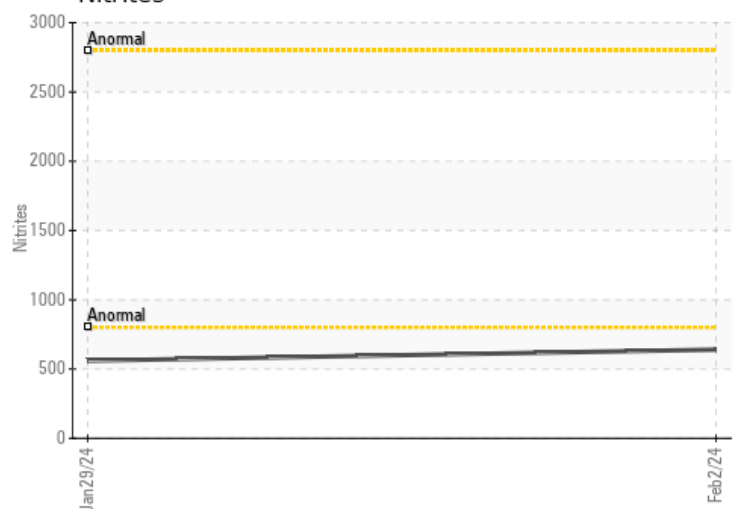 Nitrites
3000
Anormal
2500
2000
Nitrites
1500
1000
Anormal
500
0
Jan29/24
Feb2/24